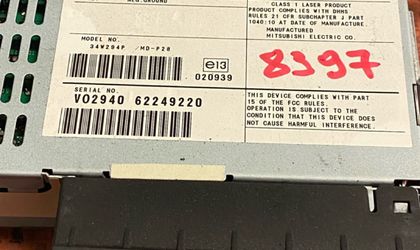 NEG.GROUND
CLASS 1 LASER PRODUCT
PRODUCT COMPLIES WITH DHHS
RULES 21 CFR SUBCHAPTER J PART
1040:10 AT DATE OF MANUFACTURE
MANUFACTURED
MITSUBISHI ELECTRIC CO.
MODEL NO.
34W294P /MD-P28
e13
020939
8397
SERIAL NO.
VO2940 62249220
THIS DEVICE COMPLIES WITH PART
15 OF THE FCC RULES.
OPERATION IS SUBJECT TO THE
CONDITION THAT THIS DEVICE DOES
NOT CAUSE HARMFUL INTERFERENCE.